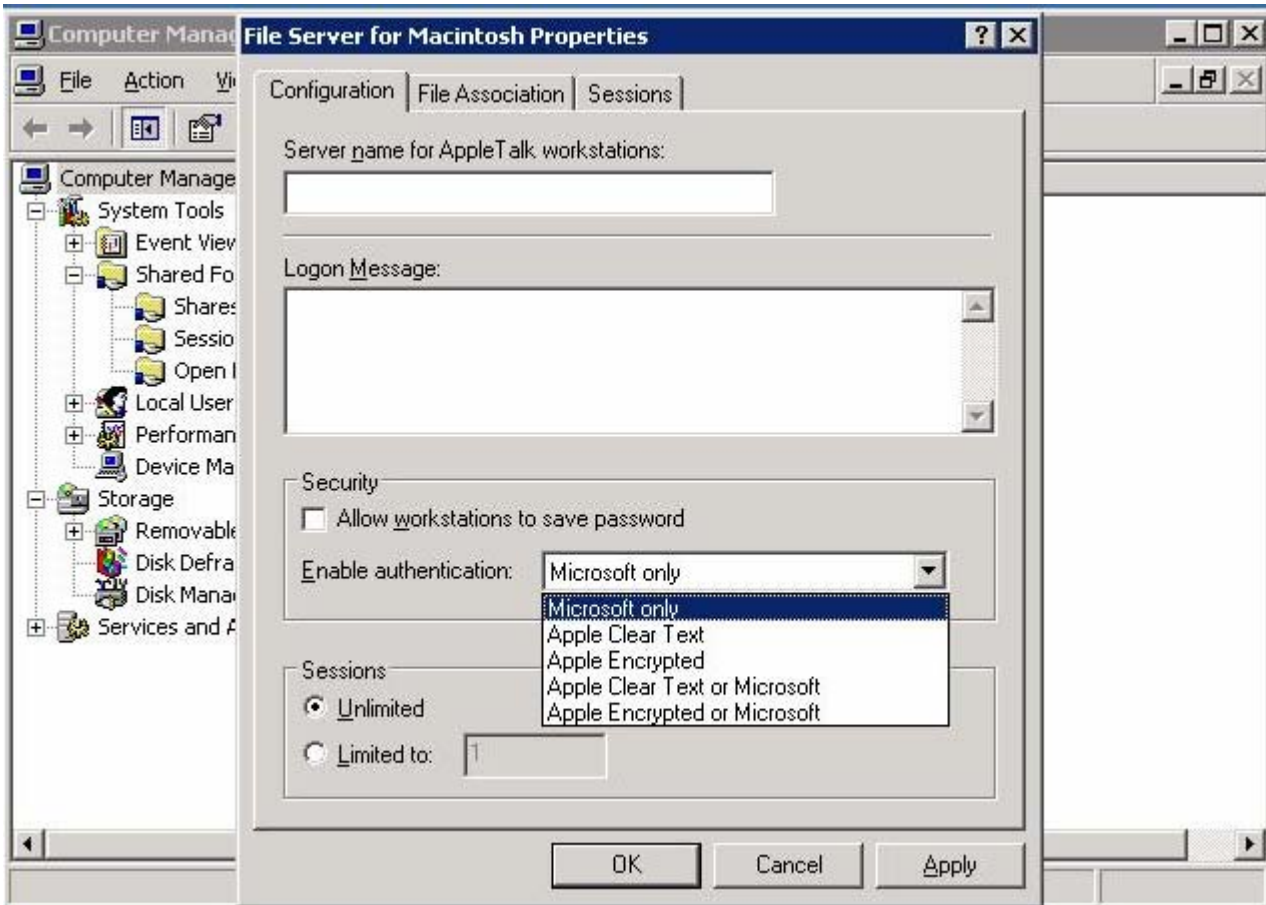 Computer Manag
File Server for Macintosh Properties
File Action Vi
Configuration File Association Sessions
Server name for AppleTalk workstations:
Computer Manage
System Tools
Event View
Shared Fo
Shares
Sessio
Open
Local User
Performan
Device Ma
Storage
Removable
Disk Defra
Disk Mana
Services and A
Logon Message:
Security
Allow workstations to save password
Enable authentication: Microsoft only
Microsoft only
Apple Clear Text
Apple Encrypted
Apple Clear Text or Microsoft
Apple Encrypted or Microsoft
Sessions
Unlimited
Limited to: 1
OK Cancel Apply